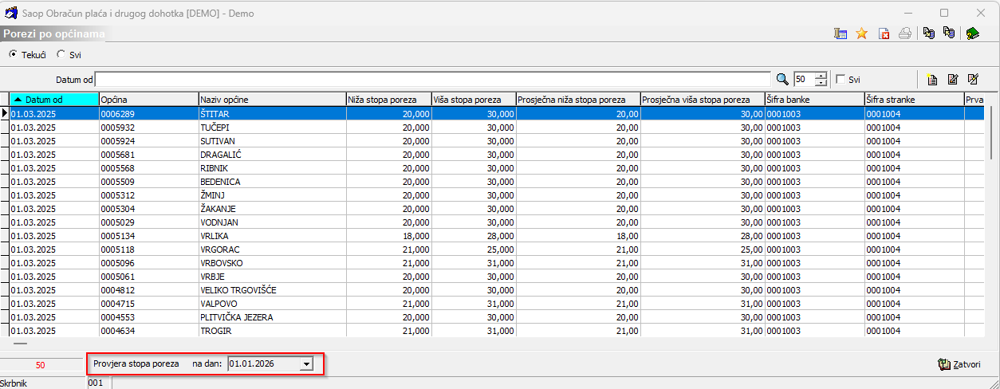 Saop Obračun plaća i drugog dohotka [DEMO] - Demo
Porezi po općinama
Tekući Svi
Datum od 50 Svi
Datum od Općina Naziv općine Niža stopa poreza Viša stopa poreza Prosječna niža stopa poreza Prosječna viša stopa poreza Šifra banke Šifra stranke Prva
01.03.2025 0006289 ŠTITAR 20,000 30,000 20,00 30,00 0001003 0001004
01.03.2025 0005932 TUČEPI 20,000 30,000 20,00 30,00 0001003 0001004
01.03.2025 0005924 SUTIVAN 20,000 30,000 20,00 30,00 0001003 0001004
01.03.2025 0005681 DRAGALIĆ 20,000 30,000 20,00 30,00 0001003 0001004
01.03.2025 0005568 RIBNIK 20,000 30,000 20,00 30,00 0001003 0001004
01.03.2025 0005509 BEDENICA 20,000 30,000 20,00 30,00 0001003 0001004
01.03.2025 0005312 ŽMINJ 20,000 30,000 20,00 30,00 0001003 0001004
01.03.2025 0005304 ŽAKANJE 20,000 30,000 20,00 30,00 0001003 0001004
01.03.2025 0005029 VODNJAN 20,000 30,000 20,00 30,00 0001003 0001004
01.03.2025 0005134 VRLIKA 18,000 28,000 18,00 28,00 0001003 0001004
01.03.2025 0005118 VRGORAC 21,000 25,000 21,00 25,00 0001003 0001004
01.03.2025 0005096 VRBOVSKO 21,000 31,000 21,00 31,00 0001003 0001004
01.03.2025 0005061 VRBJE 20,000 30,000 20,00 30,00 0001003 0001004
01.03.2025 0004812 VELIKO TRGOVIŠĆE 20,000 30,000 20,00 30,00 0001003 0001004
01.03.2025 0004715 VALPOVO 21,000 31,000 21,00 31,00 0001003 0001004
01.03.2025 0004553 PLITVIČKA JEZERA 20,000 30,000 20,00 30,00 0001003 0001004
01.03.2025 0004634 TROGIR 21,000 31,000 21,00 31,00 0001003 0001004
50 Provjera stopa poreza na dan: 01.01.2026 Zatvori
Skrbnik 001